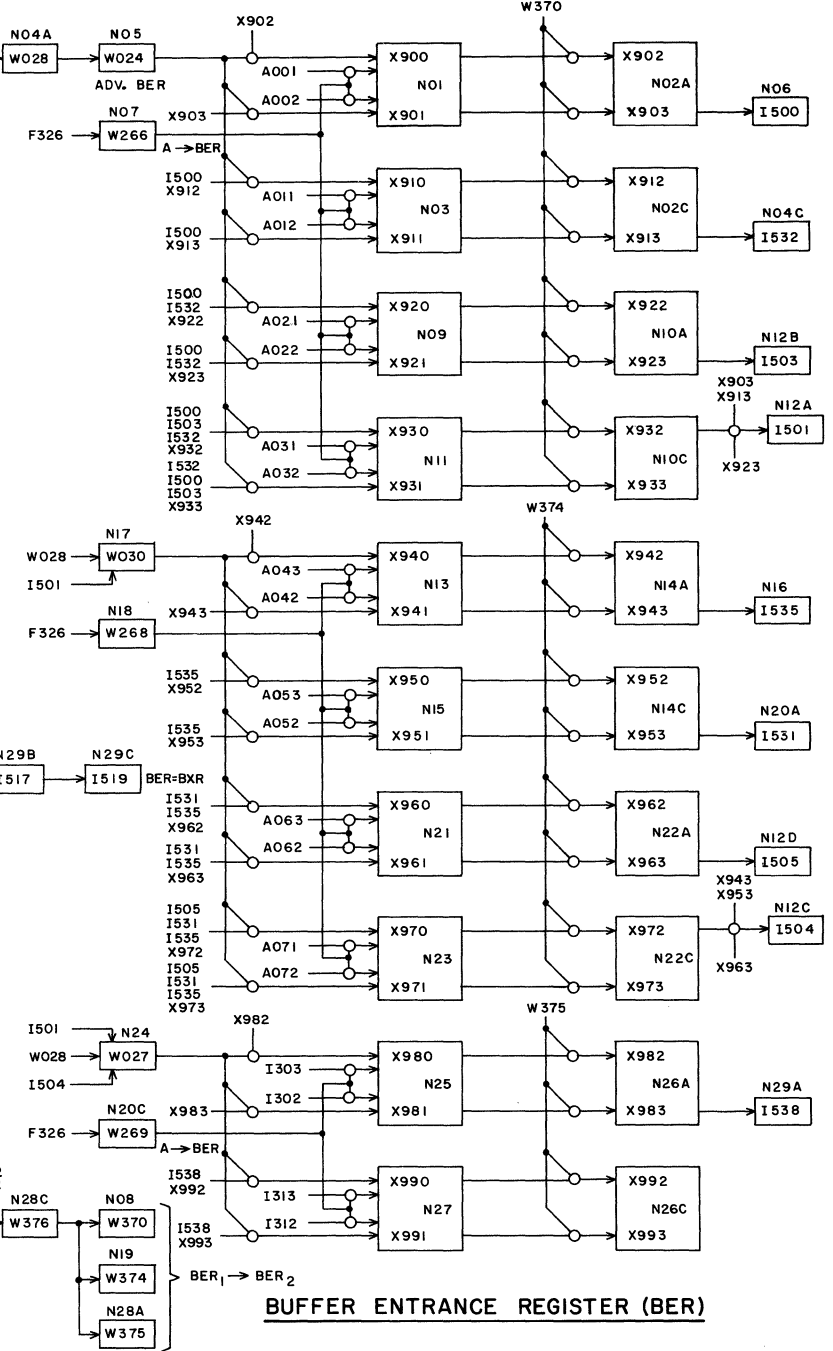 X902
W370
N04A
N05
W028
W024
ADV. BER
A001
A002
X903
X900
N01
X901
X902
N02A
X903
N06
I500
N07
F326
W266
A→BER
I500
X912
A011
A012
I500
X913
X910
N03
X911
X912
N02C
X913
N04C
I532
I500
I532
X922
A021
A022
I500
I532
X923
X920
N09
X921
X922
N10A
X923
N12B
I503
X903
X913
I500
I503
I532
X932
A031
A032
I532
I500
I503
X933
X930
N11
X931
X932
N10C
X933
N12A
I501
X923
N17
W028
W030
I501
X942
W374
A043
A042
X943
X940
N13
X941
X942
N14A
X943
N16
I535
N18
F326
W268
I535
X952
A053
A052
I535
X953
X950
N15
X951
X952
N14C
X953
N20A
I531
N29B
I517
N29C
I519
BER=BXR
I531
I535
X962
A063
A062
I531
I535
X963
X960
N21
X961
X962
N22A
X963
N12D
I505
X943
X953
I505
I531
I535
X972
A071
A072
I505
I531
I535
X973
X970
N23
X971
X972
N22C
X973
N12C
I504
X963
I501
N24
W028
W027
I504
X982
W375
I303
I302
X983
X980
N25
X981
X982
N26A
X983
N29A
I538
N20C
F326
W269
A→BER
I538
X992
I313
I312
I538
X993
X990
N27
X991
X992
N26C
X993
N28C
W376
N08
W370
N19
W374
N28A
W375
BER₁→BER₂
BUFFER ENTRANCE REGISTER (BER)